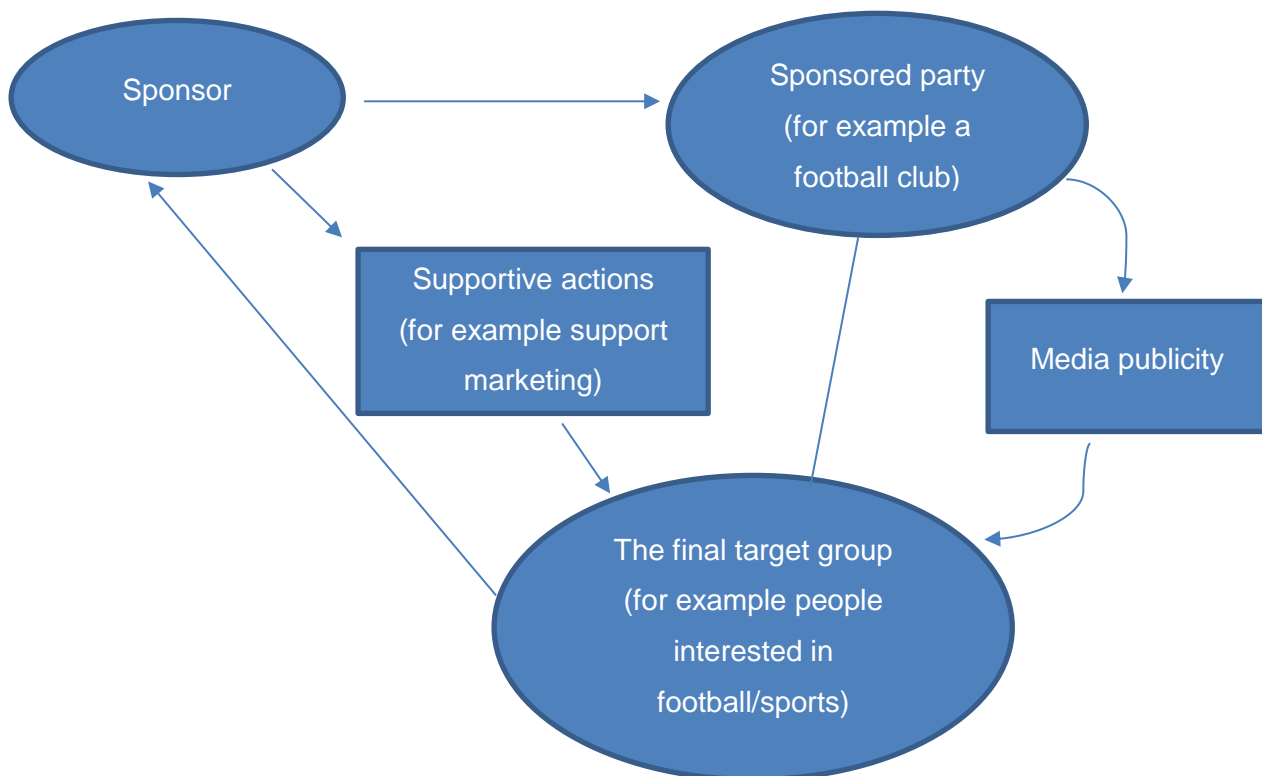 Sponsor
Sponsored party
(for example a
football club)
Supportive actions
(for example support
marketing)
Media publicity
The final target group
(for example people
interested in
football/sports)